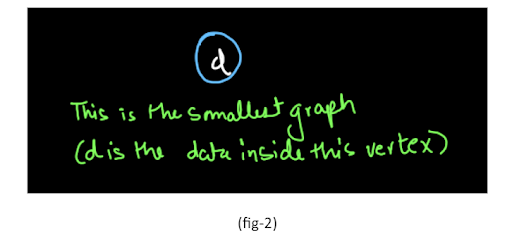 d
This is the smallest graph
(d is the data inside this vertex)
(fig-2)